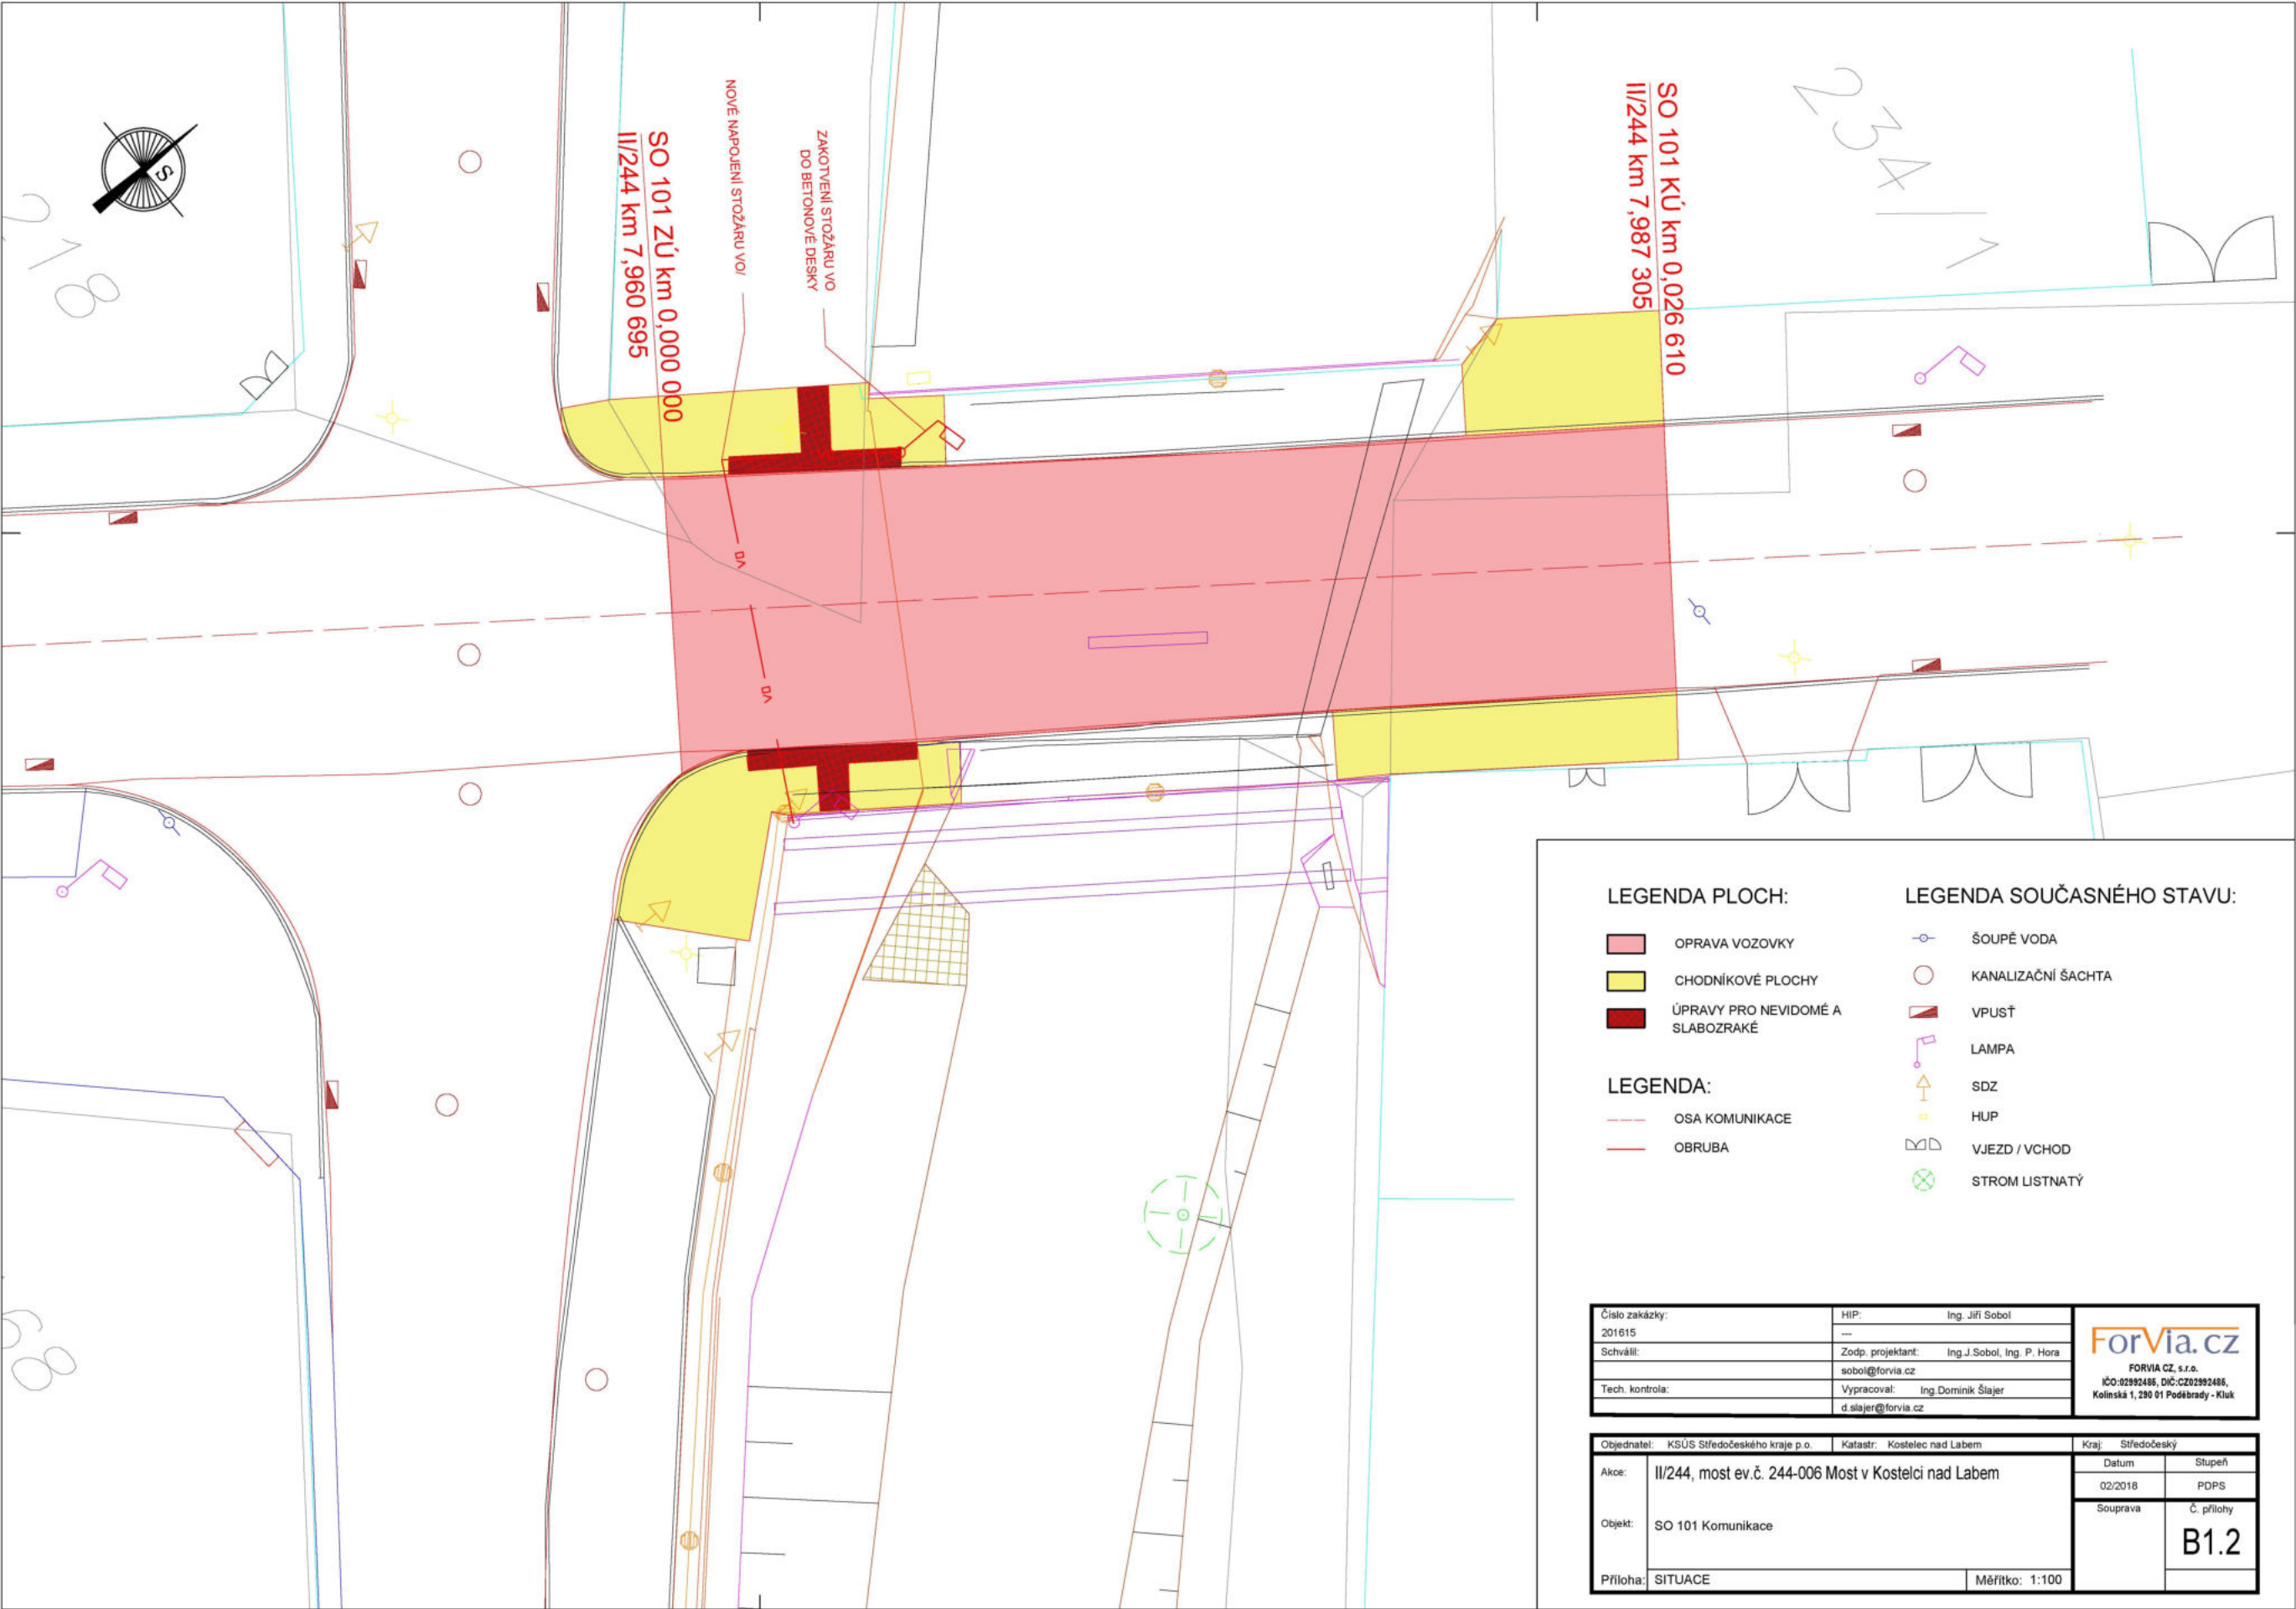 S
218
NOVÉ NAPOJENÍ STOŽÁRU VO/
SO 101 ZÚ km 0,000 000
II/244 km 7,960 695
ZAKOTVENÍ STOŽÁRU VO
DO BETONOVÉ DESKY
SO 101 KÚ km 0,026 610
II/244 km 7,987 305
234/1
VO
VO
LEGENDA PLOCH:
OPRAVA VOZOVKY
CHODNÍKOVÉ PLOCHY
ÚPRAVY PRO NEVIDOMÉ A
SLABOZRAKÉ
LEGENDA:
OSA KOMUNIKACE
OBRUBA
LEGENDA SOUČASNÉHO STAVU:
ŠOUPĚ VODA
KANALIZAČNÍ ŠACHTA
VPUSŤ
LAMPA
SDZ
HUP
VJEZD / VCHOD
STROM LISTNATÝ
Číslo zakázky:
201615
Schválil:
Tech. kontrola:
HIP: Ing. Jiří Sobol
---
Zodp. projektant: Ing.J.Sobol, Ing. P. Hora
sobol@forvia.cz
Vypracoval: Ing.Dominik Šlajer
d.slajer@forvia.cz
ForVia.cz
FORVIA CZ, s.r.o.
IČO:02992485, DIČ:CZ02992485,
Kolínská 1, 290 01 Poděbrady - Kluk
Objednatel: KSÚS Středočeského kraje p.o. Katastr: Kostelec nad Labem Kraj: Středočeský
Akce: II/244, most ev.č. 244-006 Most v Kostelci nad Labem
Datum Stupeň
02/2018 PDPS
Souprava Č. přílohy
B1.2
Objekt: SO 101 Komunikace
Příloha: SITUACE Měřítko: 1:100